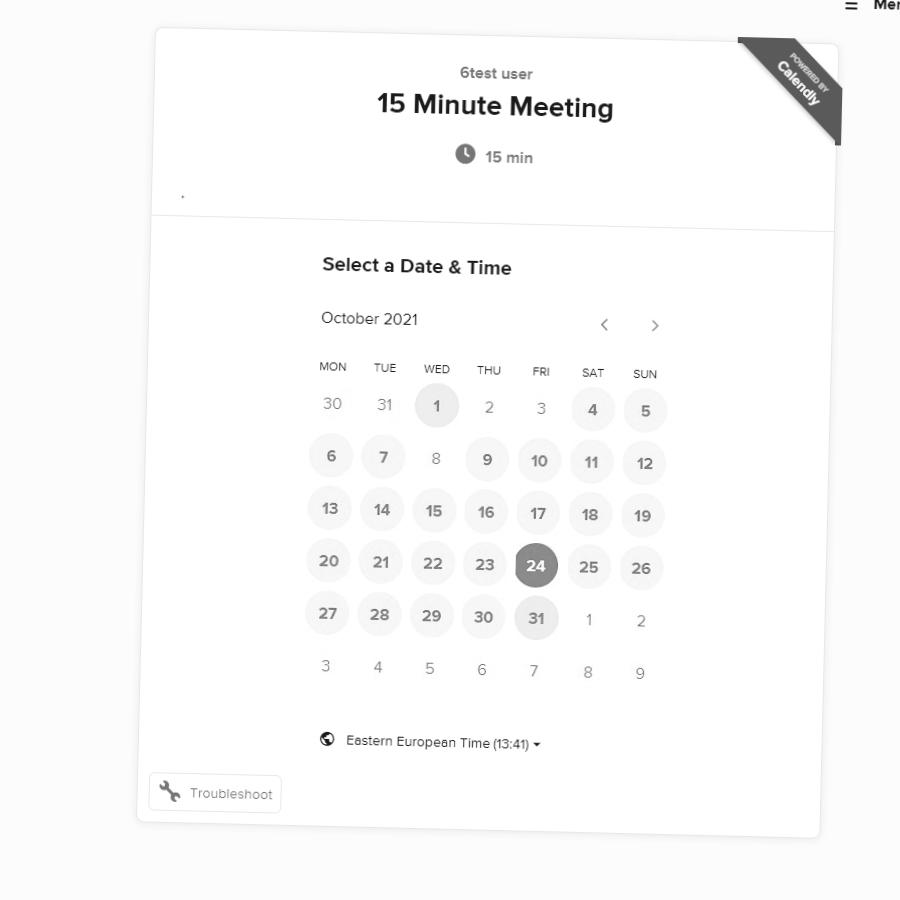 Mer
POWERED BY
Calendly
6test user
15 Minute Meeting
15 min
Select a Date & Time
October 2021
MON TUE WED THU FRI SAT SUN
30 31 1 2 3 4 5
6 7 8 9 10 11 12
13 14 15 16 17 18 19
20 21 22 23 24 25 26
27 28 29 30 31 1 2
3 4 5 6 7 8 9
Eastern European Time (13:41)
Troubleshoot